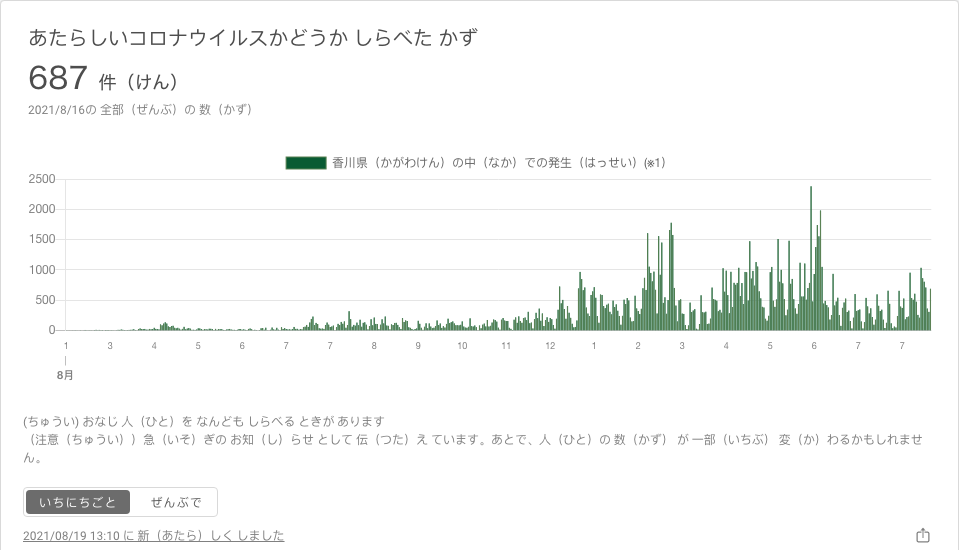 あたらしいコロナウイルスかどうか しらべた かず
687 件（けん）
2021/8/16の 全部（ぜんぶ）の 数（かず）
香川県（かがわけん）の中（なか）での発生（はっせい）(※1)
2500
2000
1500
1000
500
0
1 3 4 5 6 7 7 8 9 10 11 12 1 2 3 4 5 6 7 7
8月
(ちゅうい) おなじ 人（ひと）を なんども しらべる ときが あります
（注意（ちゅうい））急（いそ）ぎの お知（し）らせ として 伝（つた）え ています。あとで、人（ひと）の 数（かず） が 一部（いちぶ） 変（か）わるかもしれませ
ん。
いちにちごと ぜんぶで
2021/08/19 13:10 に 新（あたら）しく しました